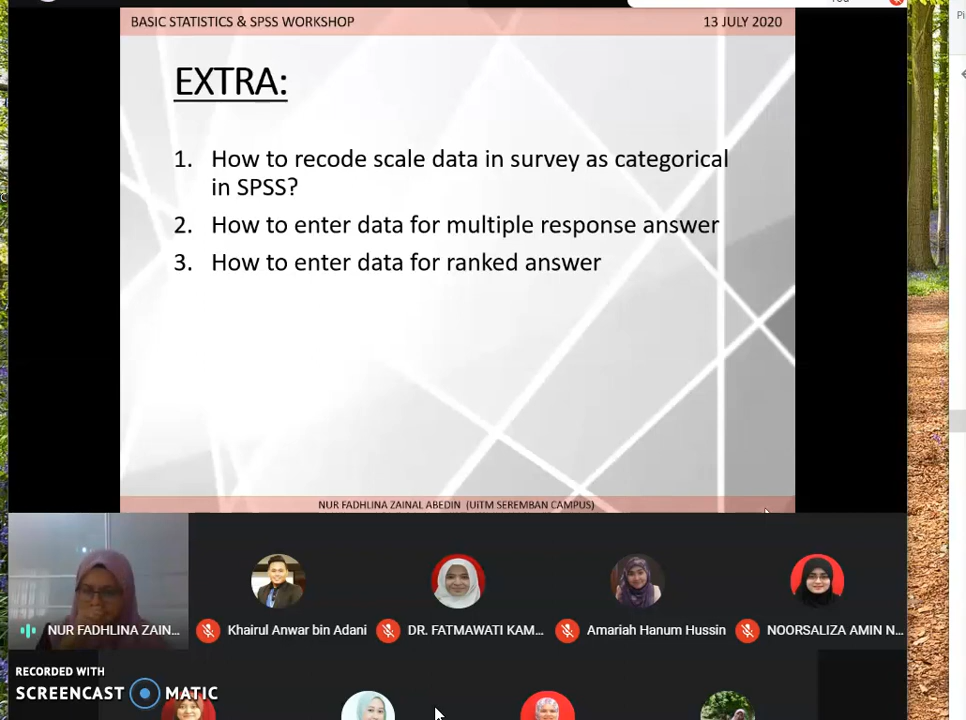 BASIC STATISTICS & SPSS WORKSHOP
13 JULY 2020
EXTRA:
1. How to recode scale data in survey as categorical
in SPSS?
2. How to enter data for multiple response answer
3. How to enter data for ranked answer
NUR FADHLINA ZAINAL ABEDIN (UiTM SEREMBAN CAMPUS)
NUR FADHLINA ZAIN...
Khairul Anwar bin Adani
DR. FATMAWATI KAM...
Amariah Hanum Hussin
NOORSALIZA AMIN N...
RECORDED WITH
SCREENCAST MATIC